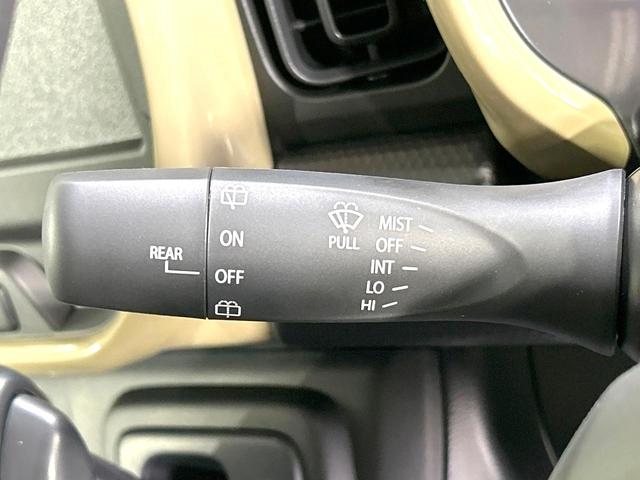 REAR
ON
OFF
PULL
MIST
OFF
INT
LO
HI